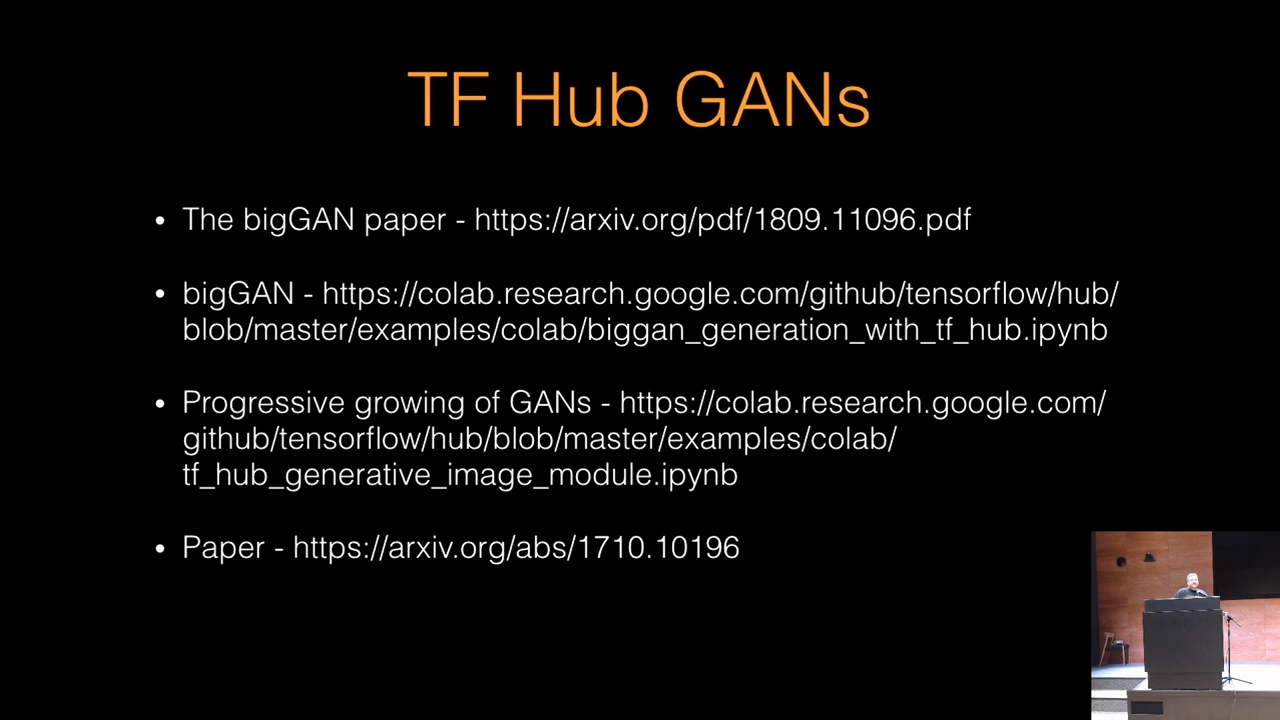 TF Hub GANs
• The bigGAN paper - https://arxiv.org/pdf/1809.11096.pdf
• bigGAN - https://colab.research.google.com/github/tensorflow/hub/
blob/master/examples/colab/biggan_generation_with_tf_hub.ipynb
• Progressive growing of GANs - https://colab.research.google.com/
github/tensorflow/hub/blob/master/examples/colab/
tf_hub_generative_image_module.ipynb
• Paper - https://arxiv.org/abs/1710.10196